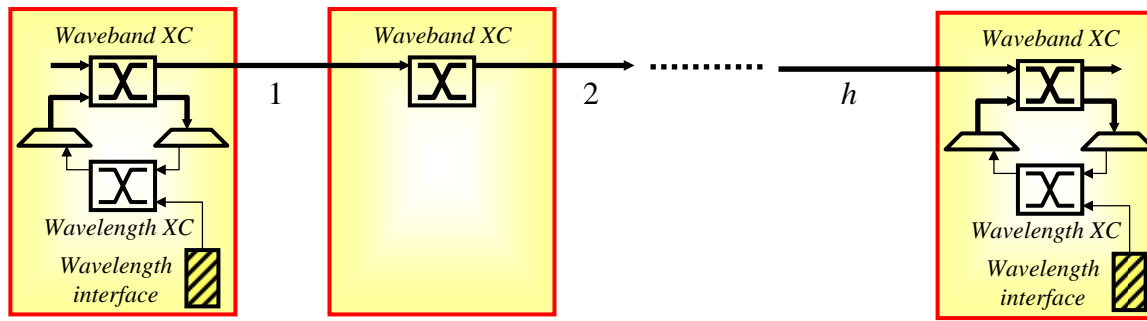 Waveband XC
Waveband XC
Waveband XC
1
2
h
Wavelength XC
Wavelength
interface
Wavelength XC
Wavelength
interface